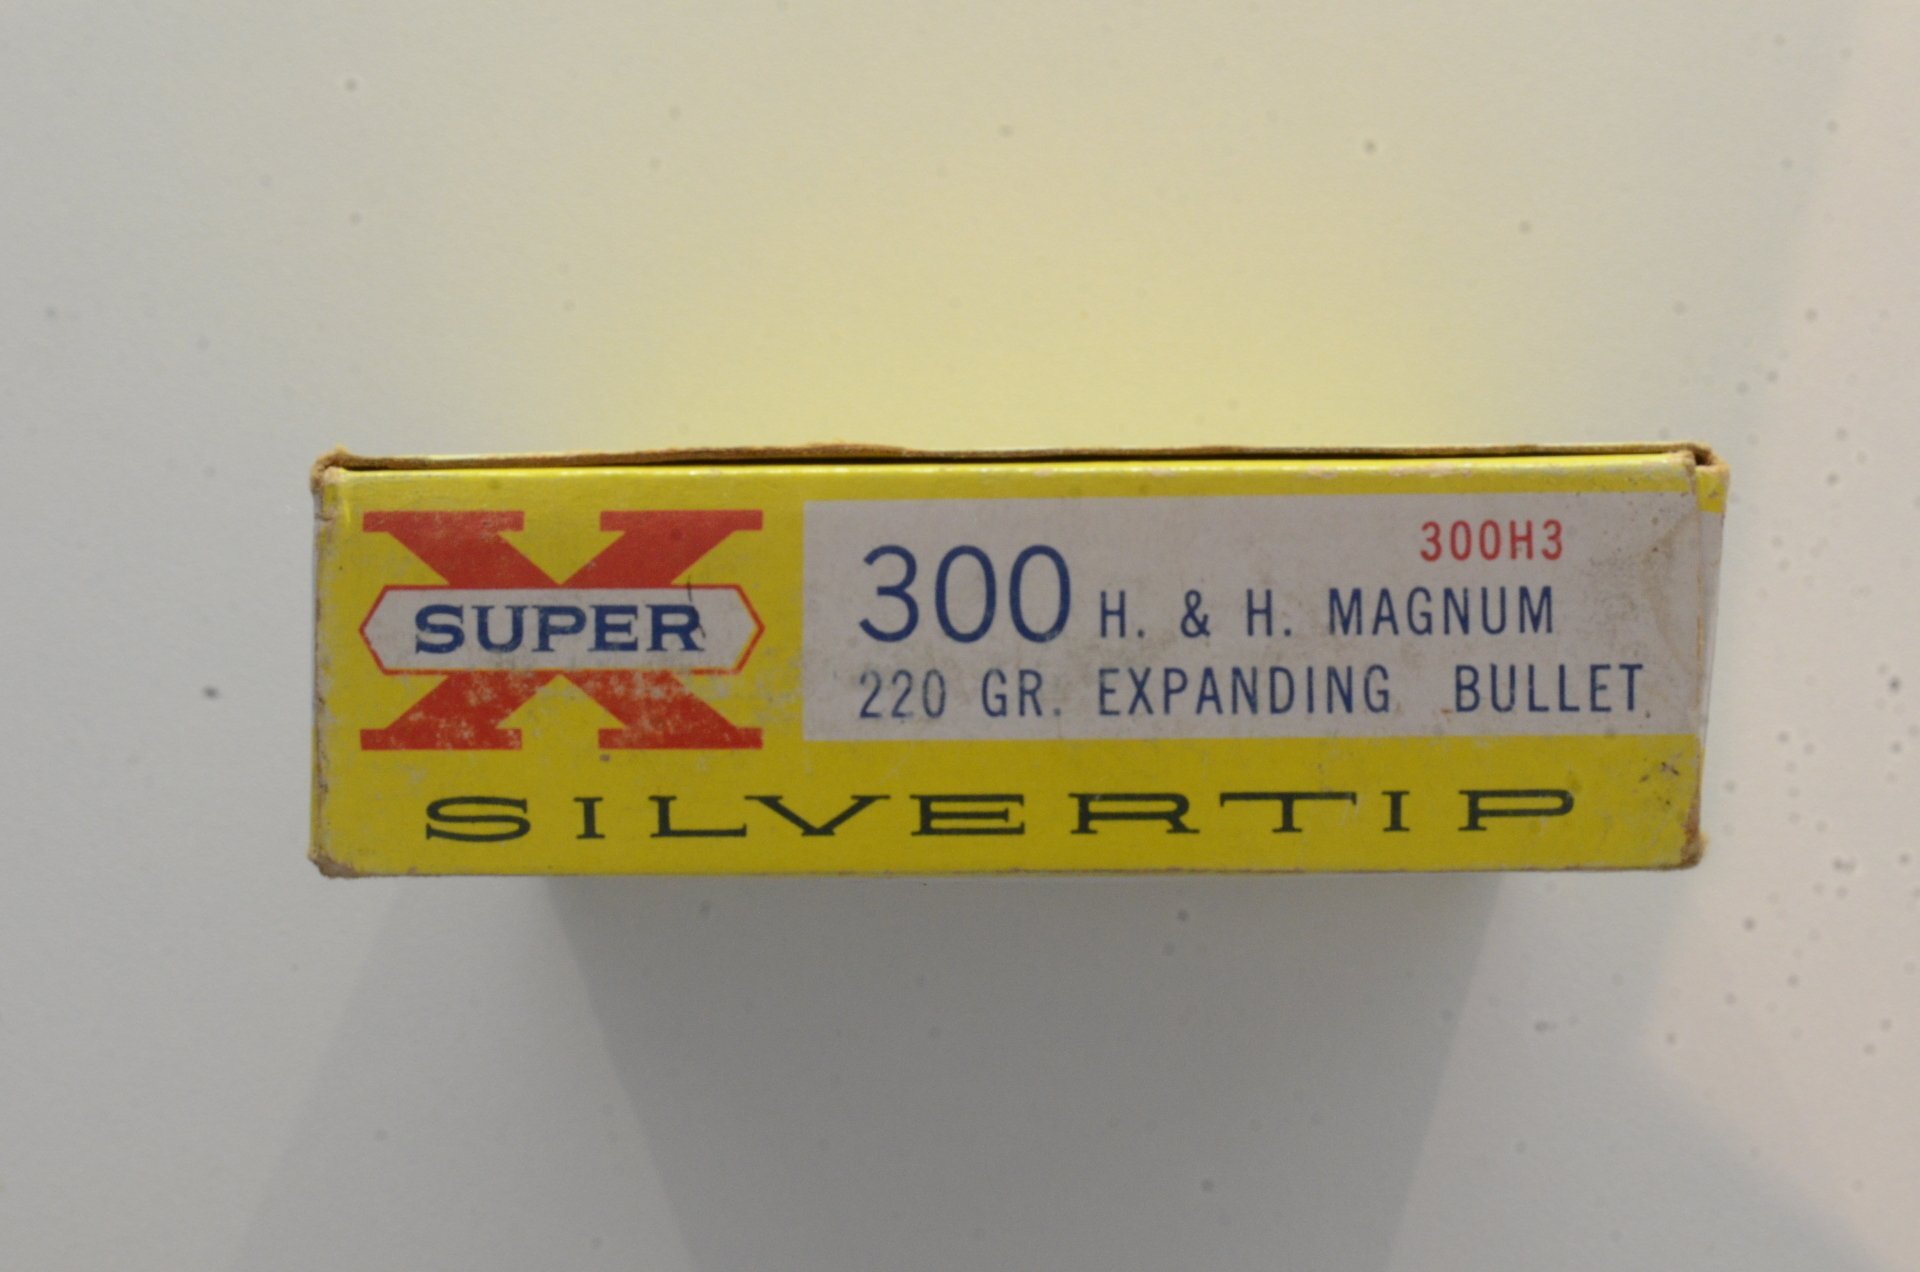 SUPER X
300H3
300 H. & H. MAGNUM
220 GR. EXPANDING BULLET
SILVERTIP